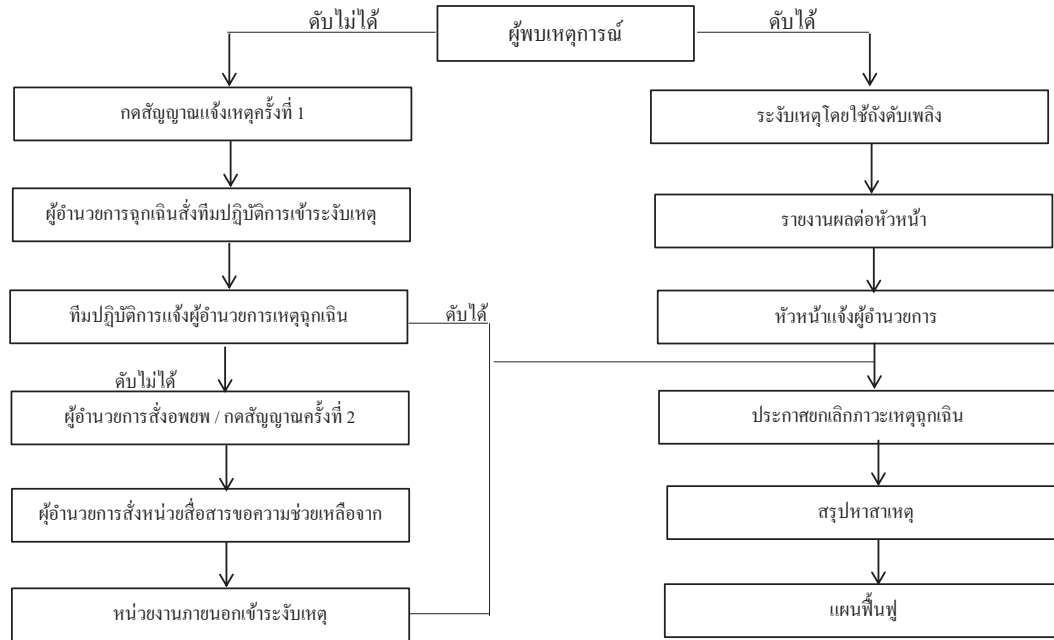 ดับไม่ได้
ผู้พบเหตุการณ์
ดับได้
กดสัญญาณแจ้งเหตุครั้งที่ 1
ระงับเหตุโดยใช้ถังดับเพลิง
ผู้อำนวยการฉุกเฉินสั่งทีมปฏิบัติการเข้าระงับเหตุ
รายงานผลต่อหัวหน้า
ทีมปฏิบัติการแจ้งผู้อำนวยการเหตุฉุกเฉิน
ดับได้
หัวหน้าแจ้งผู้อำนวยการ
ดับไม่ได้
ผู้อำนวยการสั่งอพยพ / กดสัญญาณครั้งที่ 2
ประกาศยกเลิกภาวะเหตุฉุกเฉิน
ผู้อำนวยการสั่งหน่วยสื่อสารขอความช่วยเหลือจาก
สรุปหาสาเหตุ
หน่วยงานภายนอกเข้าระงับเหตุ
แผนฟื้นฟู